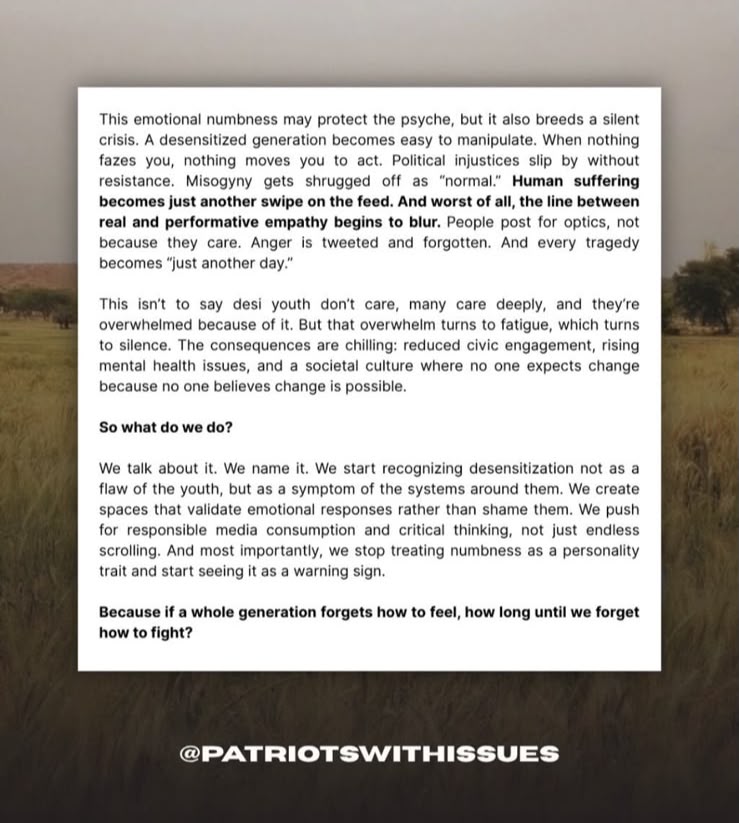 This emotional numbness may protect the psyche, but it also breeds a silent
crisis. A desensitized generation becomes easy to manipulate. When nothing
fazes you, nothing moves you to act. Political injustices slip by without
resistance. Misogyny gets shrugged off as “normal.” Human suffering
becomes just another swipe on the feed. And worst of all, the line between
real and performative empathy begins to blur. People post for optics, not
because they care. Anger is tweeted and forgotten. And every tragedy
becomes “just another day.”
This isn’t to say desi youth don’t care, many care deeply, and they’re
overwhelmed because of it. But that overwhelm turns to fatigue, which turns
to silence. The consequences are chilling: reduced civic engagement, rising
mental health issues, and a societal culture where no one expects change
because no one believes change is possible.
So what do we do?
We talk about it. We name it. We start recognizing desensitization not as a
flaw of the youth, but as a symptom of the systems around them. We create
spaces that validate emotional responses rather than shame them. We push
for responsible media consumption and critical thinking, not just endless
scrolling. And most importantly, we stop treating numbness as a personality
trait and start seeing it as a warning sign.
Because if a whole generation forgets how to feel, how long until we forget
how to fight?
@PATRIOTSWITHISSUES